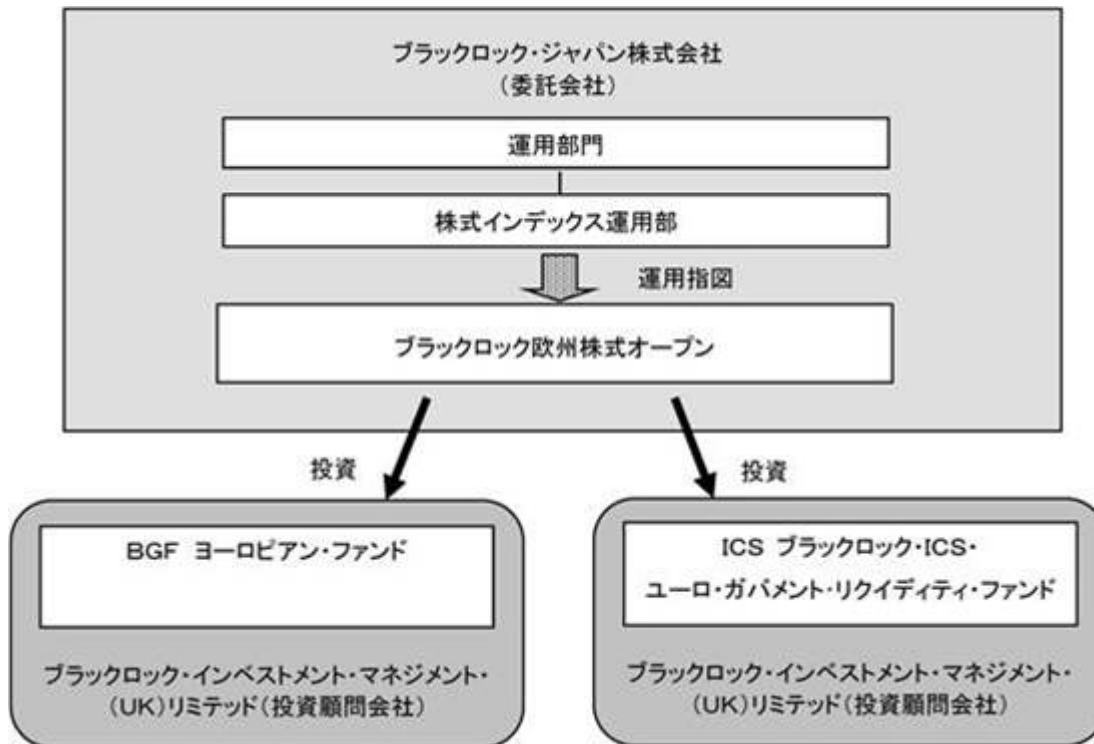 ブラックロック・ジャパン株式会社
（委託会社）
運用部門
株式インデックス運用部
運用指図
ブラックロック欧州株式オープン
投資
投資
BGF ヨーロピアン・ファンド
ICS ブラックロック・ICS・
ユーロ・ガバメント・リクイディティ・ファンド
ブラックロック・インベストメント・マネジメント・
（UK）リミテッド（投資顧問会社）
ブラックロック・インベストメント・マネジメント・
（UK）リミテッド（投資顧問会社）